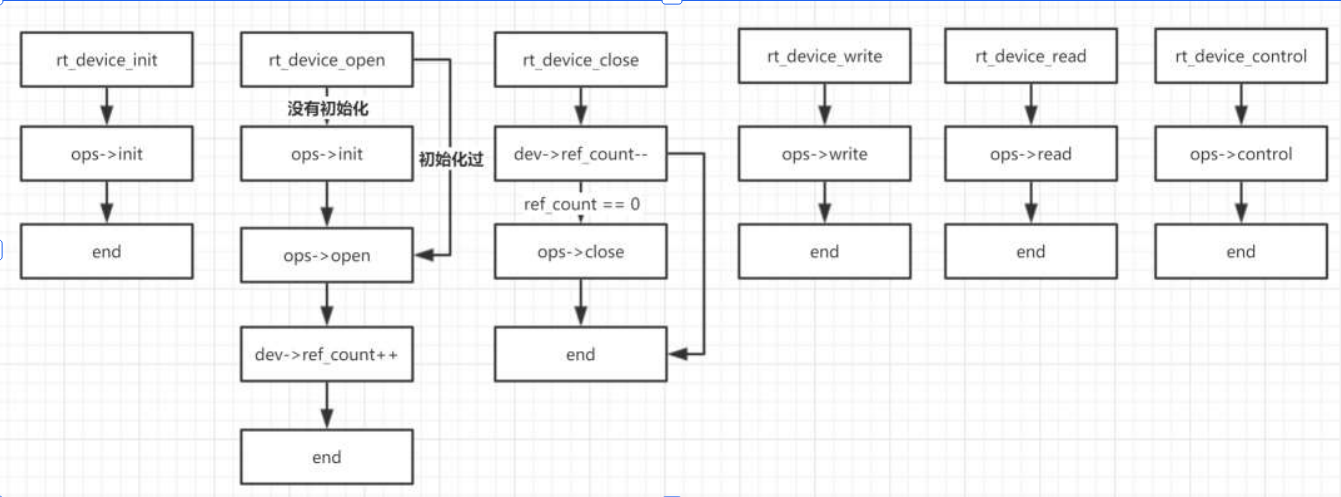 rt_device_init
ops->init
end
rt_device_open
没有初始化
ops->init
初始化过
ops->open
dev->ref_count++
end
rt_device_close
dev->ref_count--
ref_count == 0
ops->close
end
rt_device_write
ops->write
end
rt_device_read
ops->read
end
rt_device_control
ops->control
end